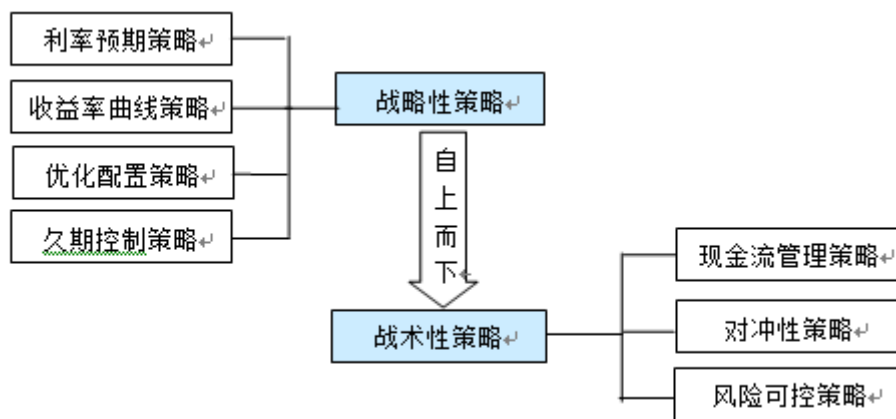 利率预期策略
收益率曲线策略
优化配置策略
久期控制策略
战略性策略
自
上
而
下
战术性策略
现金流管理策略
对冲性策略
风险可控策略